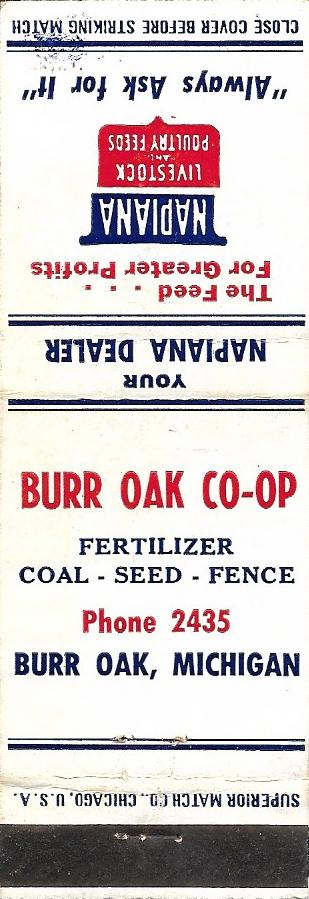 YOUR
NAPIANA DEALER
The Feed . . .
For Greater Profits
NAPIANA
LIVESTOCK
AND
POULTRY FEEDS
"Always Ask for It"
CLOSE COVER BEFORE STRIKING MATCH
BURR OAK CO-OP
FERTILIZER
COAL - SEED - FENCE
Phone 2435
BURR OAK, MICHIGAN
SUPERIOR MATCH CO., CHICAGO, U.S.A.